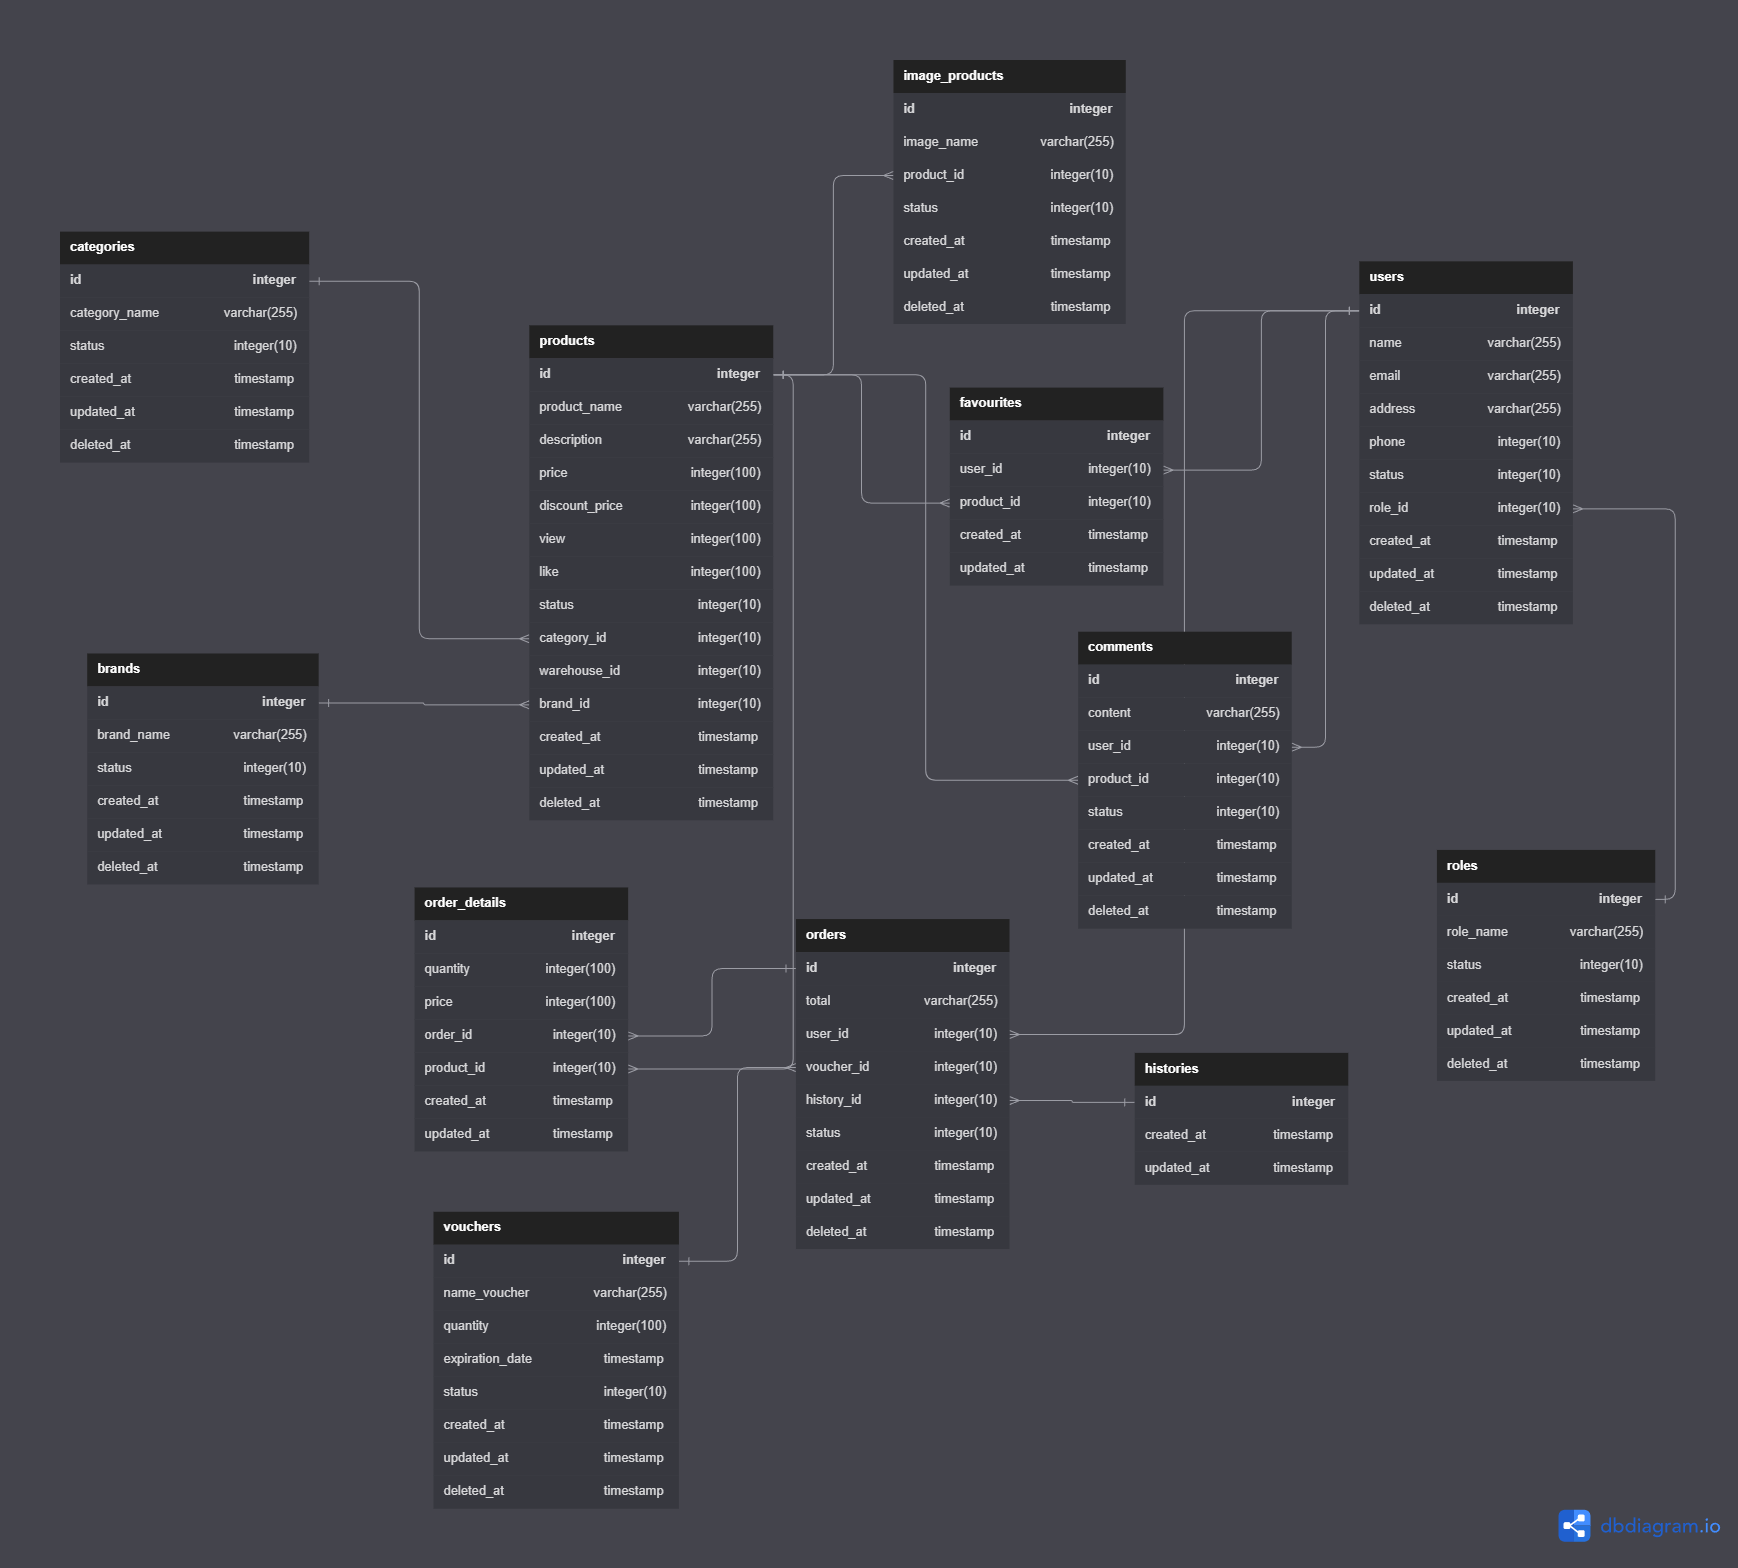 image_products
id integer
image_name varchar(255)
product_id integer(10)
status integer(10)
created_at timestamp
updated_at timestamp
deleted_at timestamp
categories
id integer
category_name varchar(255)
status integer(10)
created_at timestamp
updated_at timestamp
deleted_at timestamp
users
id integer
name varchar(255)
email varchar(255)
address varchar(255)
phone integer(10)
status integer(10)
role_id integer(10)
created_at timestamp
updated_at timestamp
deleted_at timestamp
products
id integer
product_name varchar(255)
description varchar(255)
price integer(100)
discount_price integer(100)
view integer(100)
like integer(100)
status integer(10)
category_id integer(10)
warehouse_id integer(10)
brand_id integer(10)
created_at timestamp
updated_at timestamp
deleted_at timestamp
favourites
id integer
user_id integer(10)
product_id integer(10)
created_at timestamp
updated_at timestamp
comments
id integer
content varchar(255)
user_id integer(10)
product_id integer(10)
status integer(10)
created_at timestamp
updated_at timestamp
deleted_at timestamp
brands
id integer
brand_name varchar(255)
status integer(10)
created_at timestamp
updated_at timestamp
deleted_at timestamp
roles
id integer
role_name varchar(255)
status integer(10)
created_at timestamp
updated_at timestamp
deleted_at timestamp
order_details
id integer
quantity integer(100)
price integer(100)
order_id integer(10)
product_id integer(10)
created_at timestamp
updated_at timestamp
orders
id integer
total varchar(255)
user_id integer(10)
voucher_id integer(10)
history_id integer(10)
status integer(10)
created_at timestamp
updated_at timestamp
deleted_at timestamp
histories
id integer
created_at timestamp
updated_at timestamp
vouchers
id integer
name_voucher varchar(255)
quantity integer(100)
expiration_date timestamp
status integer(10)
created_at timestamp
updated_at timestamp
deleted_at timestamp
dbdiagram.io